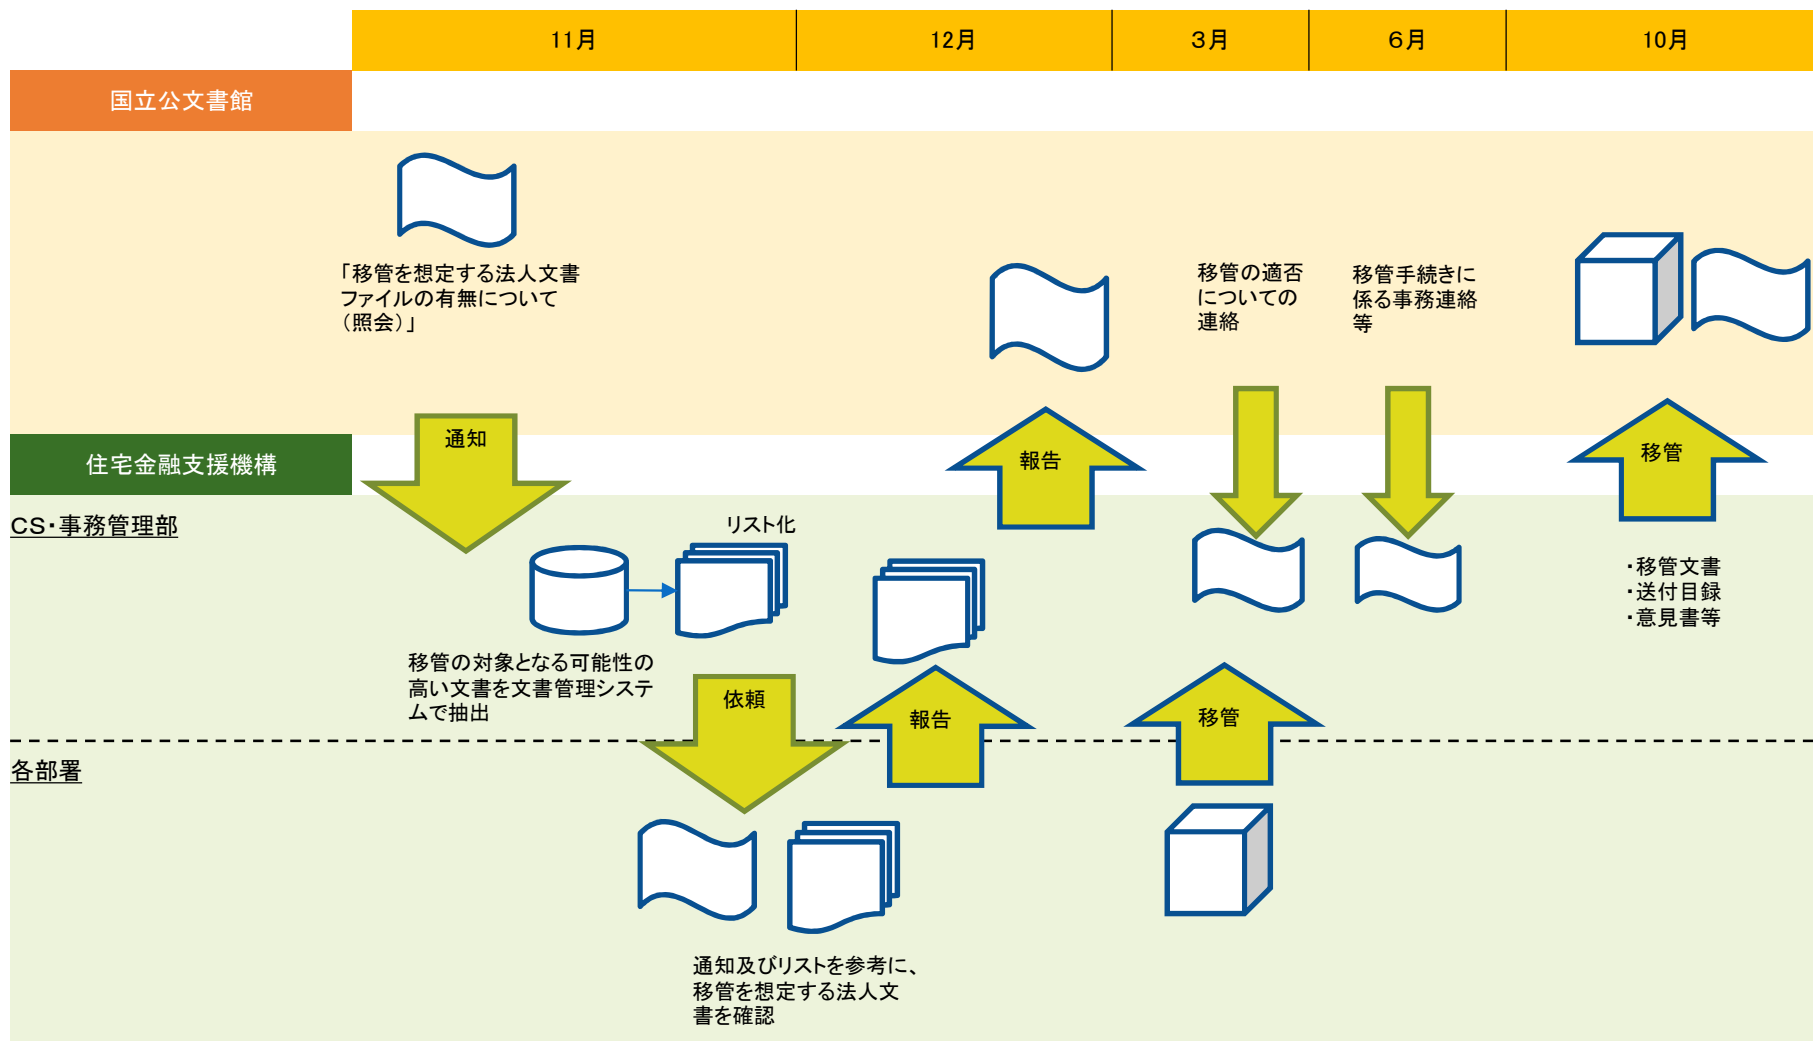 11月
12月
３月
６月
10月
国立公文書館
「移管を想定する法人文書
ファイルの有無について
（照会）」
移管の適否
についての
連絡
移管手続きに
係る事務連絡
等
通知
報告
移管
住宅金融支援機構
ＣＳ・事務管理部
リスト化
・移管文書
・送付目録
・意見書等
移管の対象となる可能性の
高い文書を文書管理システ
ムで抽出
依頼
報告
移管
各部署
通知及びリストを参考に、
移管を想定する法人文
書を確認